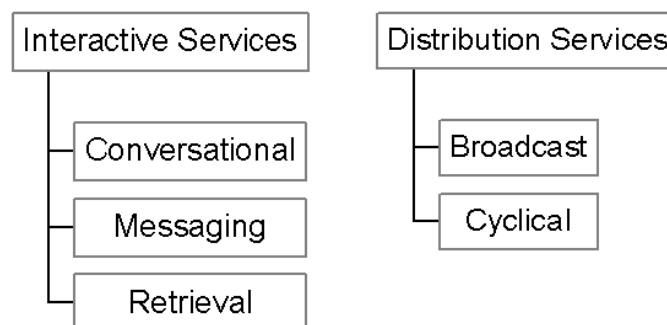 Interactive Services
Conversational
Messaging
Retrieval
Distribution Services
Broadcast
Cyclical